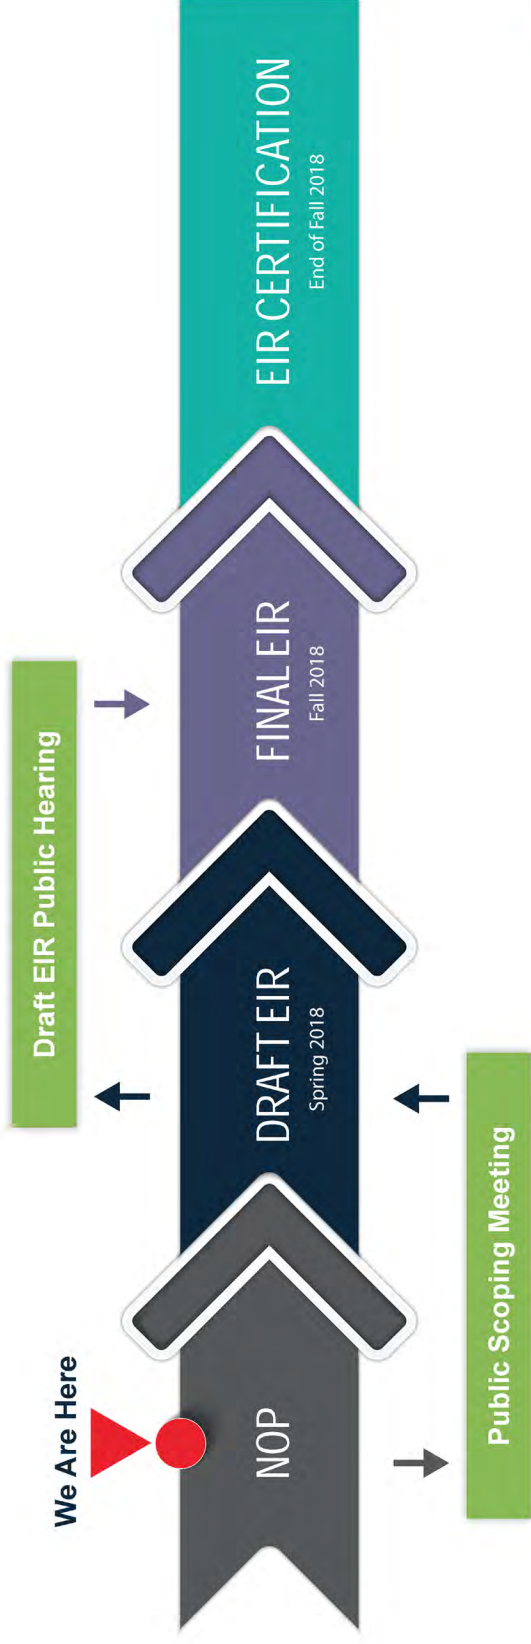 We Are Here
Draft EIR Public Hearing
NOP
DRAFT EIR
Spring 2018
FINAL EIR
Fall 2018
EIR CERTIFICATION
End of Fall 2018
Public Scoping Meeting